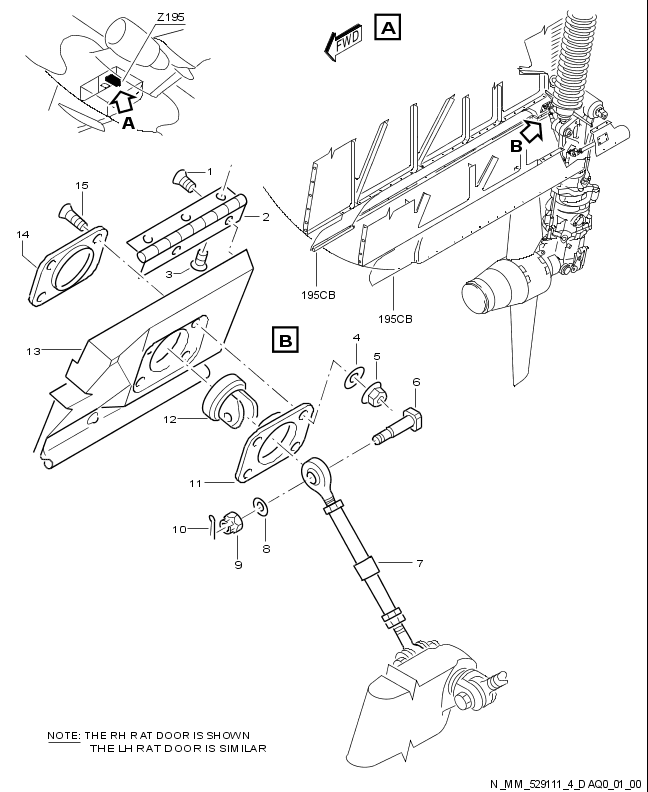 Z195
A
FWD
A
B
195CB
195CB
1
2
3
15
14
13
B
4
5
6
12
11
10
9
8
7
NOTE: THE RH RAT DOOR IS SHOWN
THE LH RAT DOOR IS SIMILAR
N_MM_529111_4_DAQ0_01_00